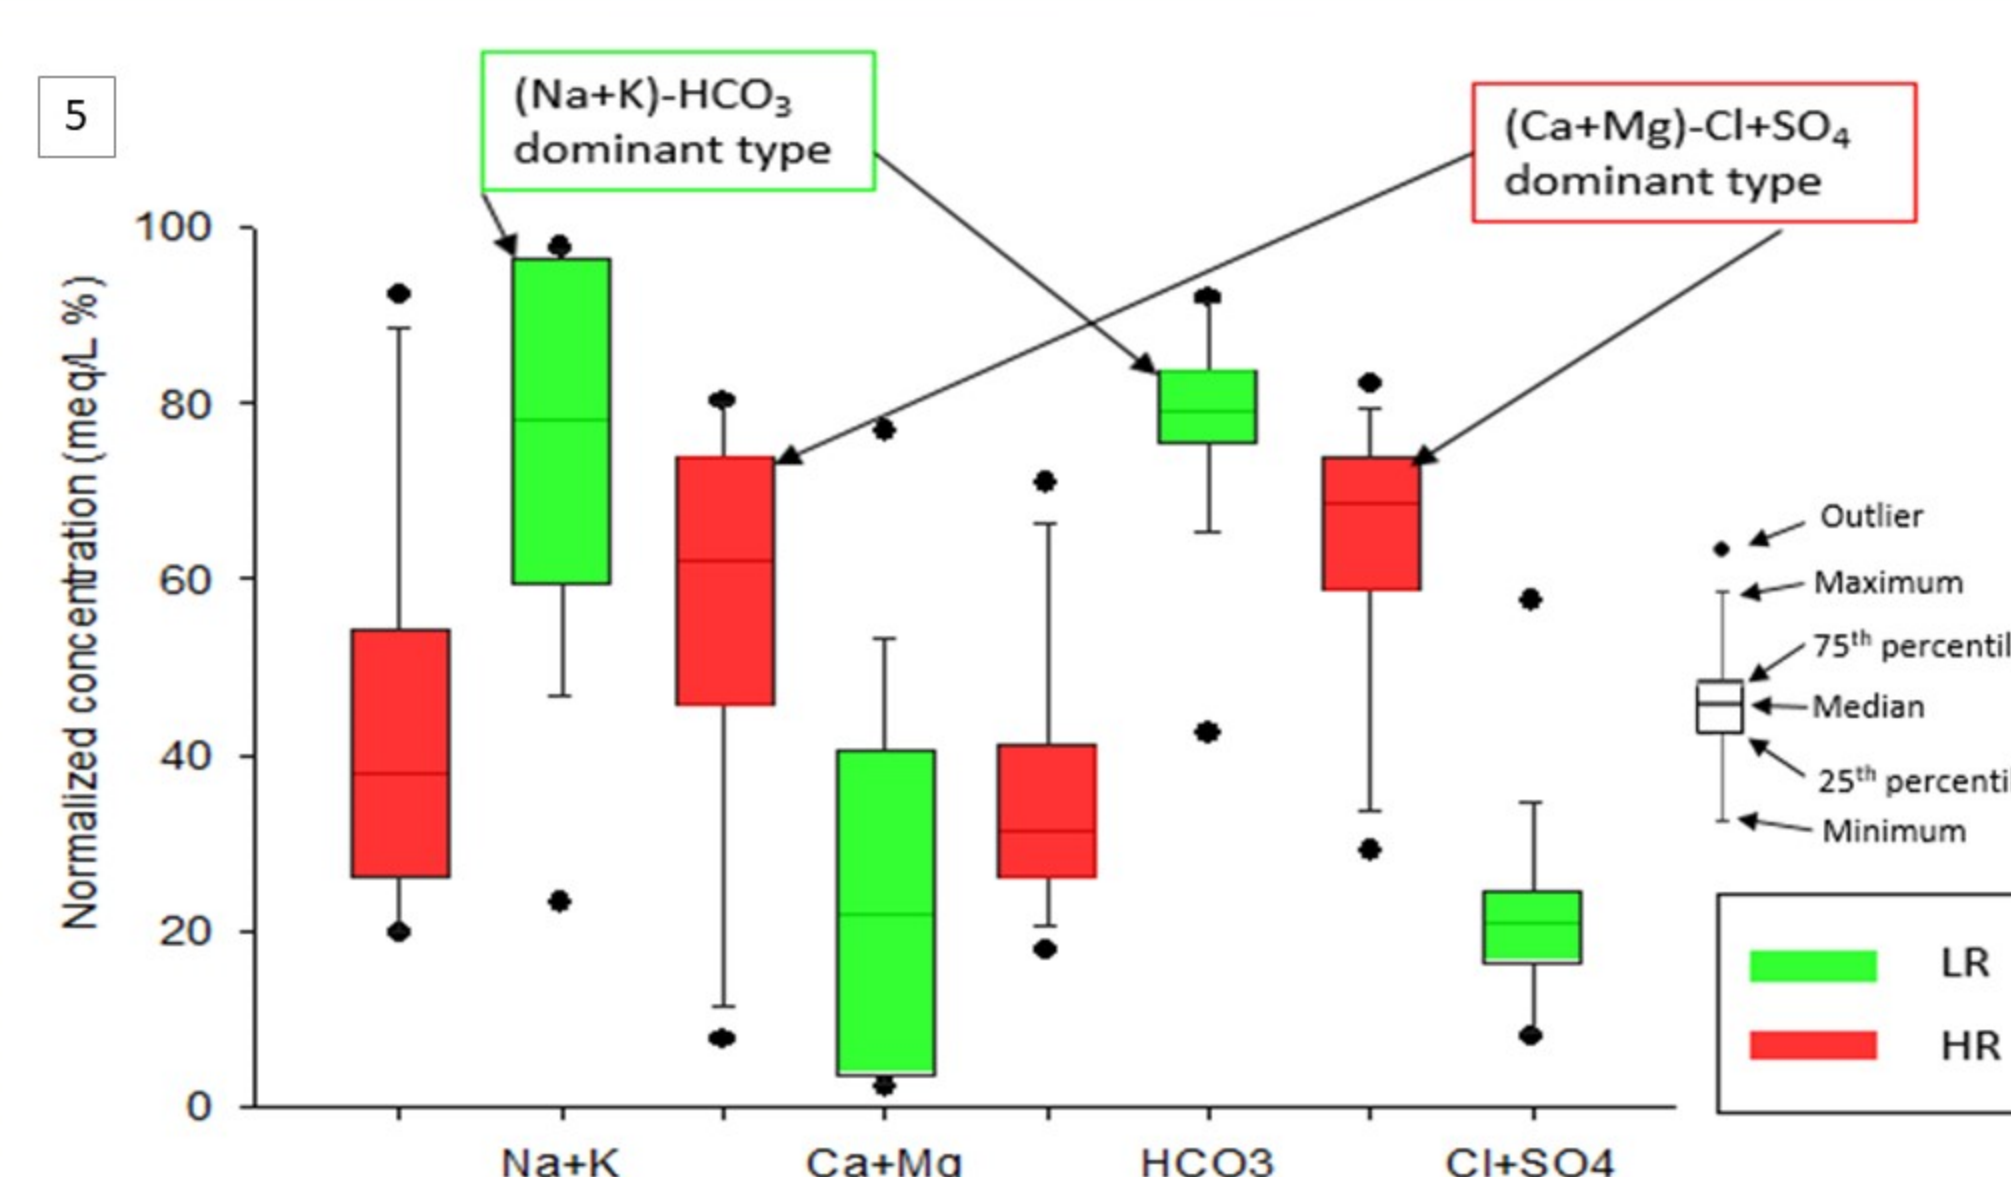 5
(Na+K)-HCO₃
dominant type
(Ca+Mg)-Cl+SO₄
dominant type
Normalized concentration (meq/L %)
100
80
60
40
20
0
Na+K
Ca+Mg
HCO3
Cl+SO4
Outlier
Maximum
75ᵗʰ percentil
Median
25ᵗʰ percentil
Minimum
LR
HR